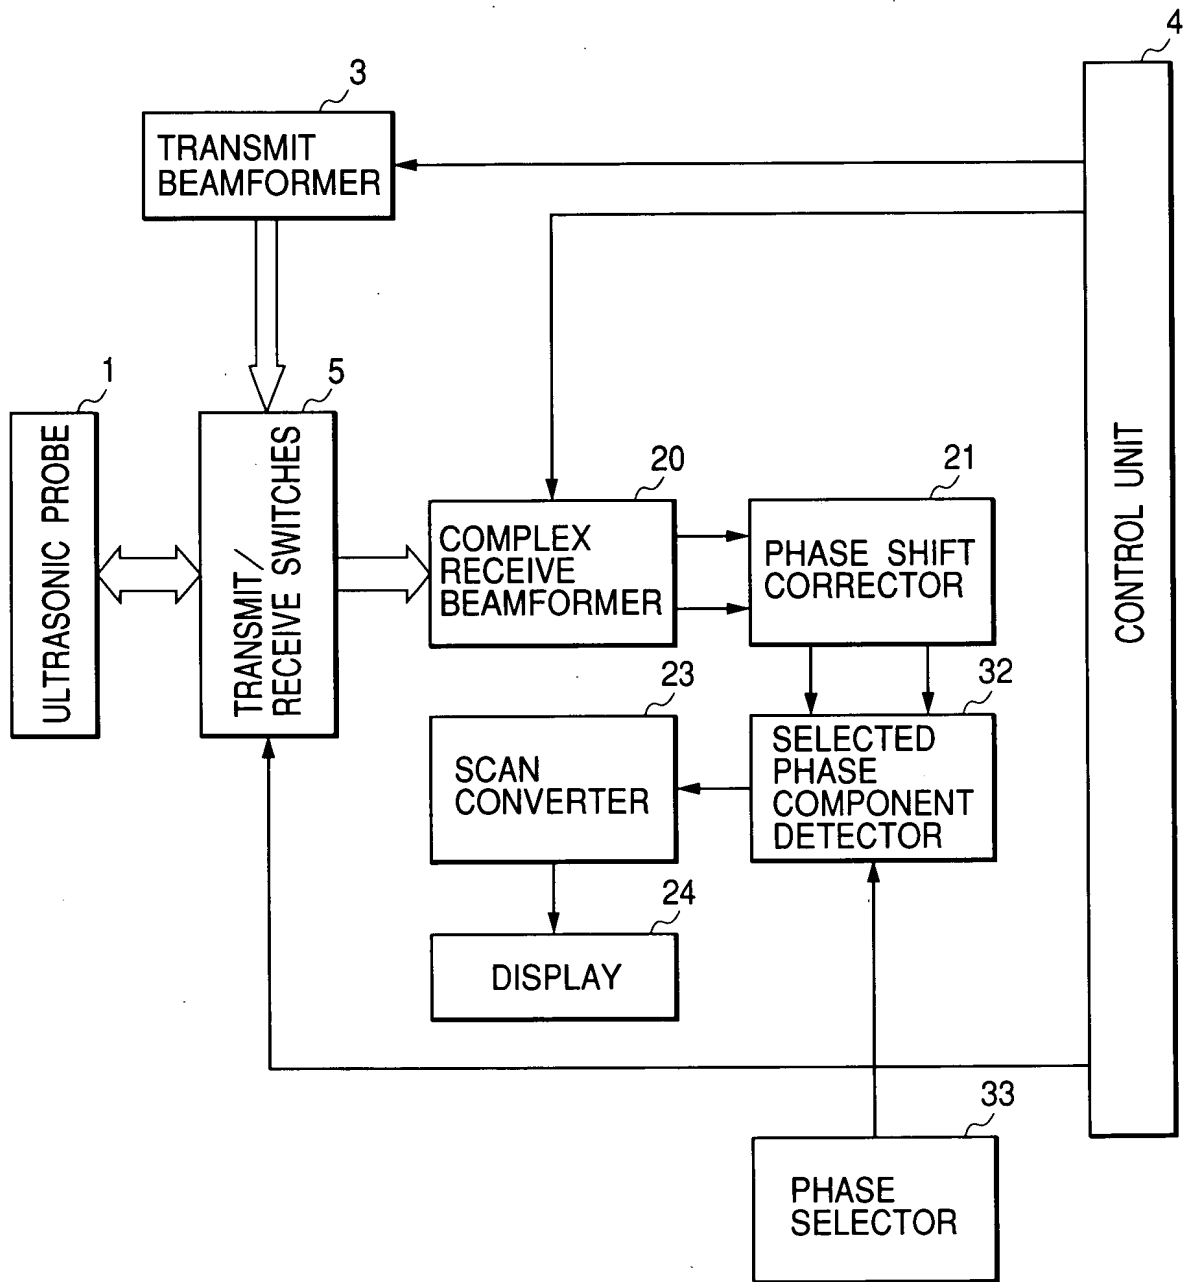 4
3
TRANSMIT
BEAMFORMER
1
ULTRASONIC PROBE
5
TRANSMIT/
RECEIVE SWITCHES
20
COMPLEX
RECEIVE
BEAMFORMER
21
PHASE SHIFT
CORRECTOR
CONTROL UNIT
23
SCAN
CONVERTER
32
SELECTED
PHASE
COMPONENT
DETECTOR
24
DISPLAY
33
PHASE
SELECTOR